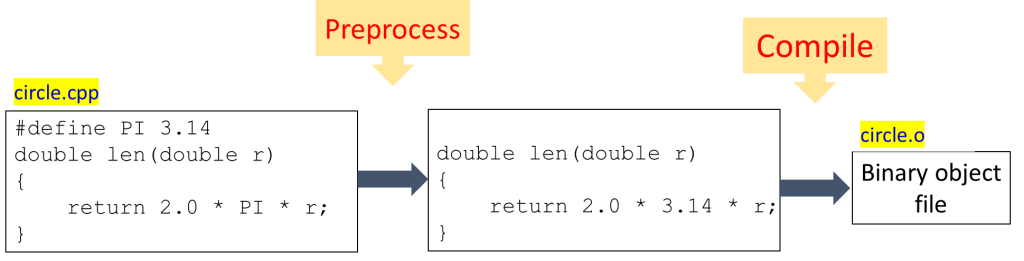 Preprocess
Compile
circle.cpp
#define PI 3.14
double len(double r)
{
    return 2.0 * PI * r;
}
double len(double r)
{
    return 2.0 * 3.14 * r;
}
circle.o
Binary object
file